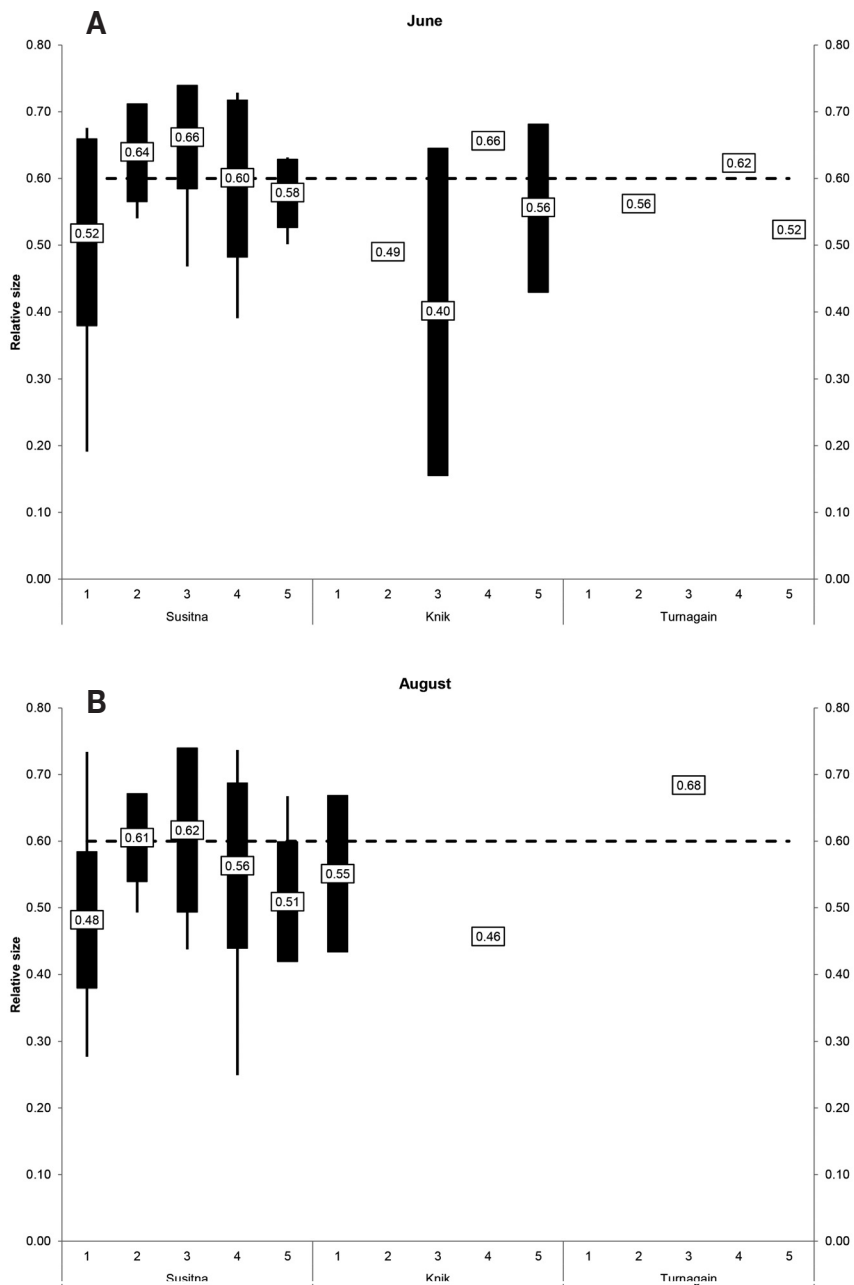 A
June
0.80 0.80
0.70 0.70
0.66 0.66
0.64
0.62
0.60 0.60 0.60
0.58
0.56 0.56
0.52 0.52
0.50 0.50
0.49
0.40 0.40 0.40
0.30 0.30
0.20 0.20
0.10 0.10
0.00 0.00
Relative size
1 2 3 4 5 1 2 3 4 5 1 2 3 4 5
Susitna Knik Turnagain
B
August
0.80 0.80
0.70 0.70
0.68
0.62
0.61
0.60 0.60
0.56
0.55
0.51
0.50 0.50
0.48
0.46
0.40 0.40
0.30 0.30
0.20 0.20
0.10 0.10
0.00 0.00
Relative size
1 2 3 4 5 1 2 3 4 5 1 2 3 4 5
Susitna Knik Turnagain